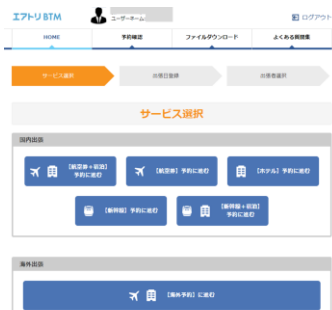 エアトリBTM
ユーザーネーム
ログアウト
HOME
予約確認
ファイルダウンロード
よくある質問集
サービス選択
出張日登録
出張者選択
サービス選択
国内出張
【航空券+宿泊】
予約に進む
【航空券】予約に進む
【ホテル】予約に進む
【新幹線】予約に進む
【新幹線+宿泊】
予約に進む
海外出張
【海外予約】に進む